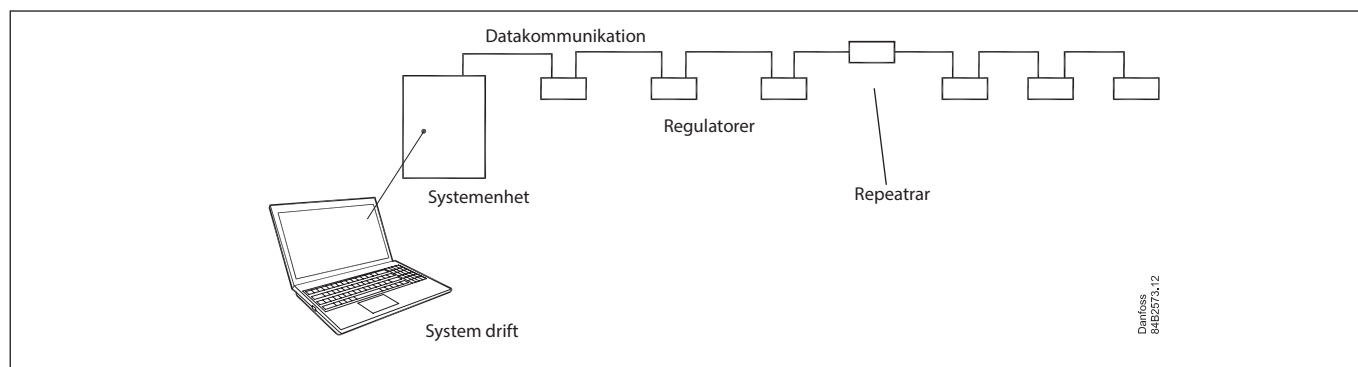 Datakommunikation
Regulatorer
Systemenhet
Repeatrar
System drift
Danfoss
84B2573.12